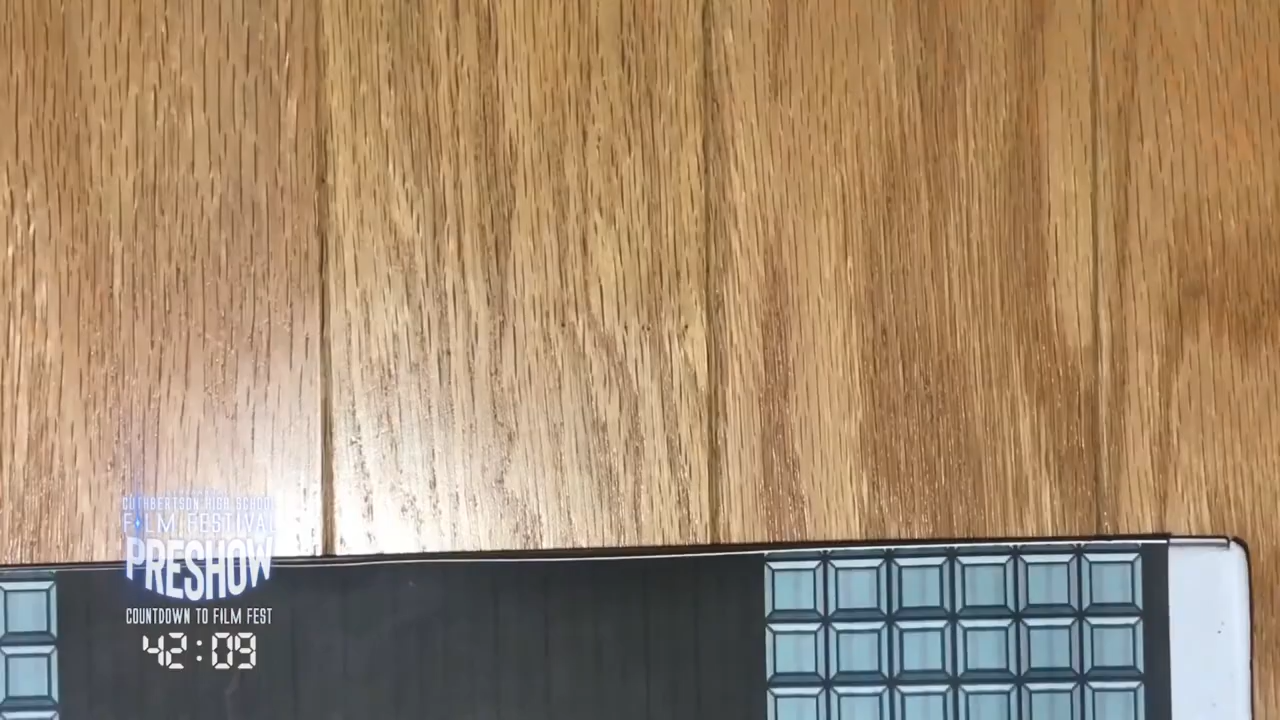 CUTHBERTSON HIGH SCHOOL
FILM FESTIVAL
PRESHOW
COUNTDOWN TO FILM FEST
42:09